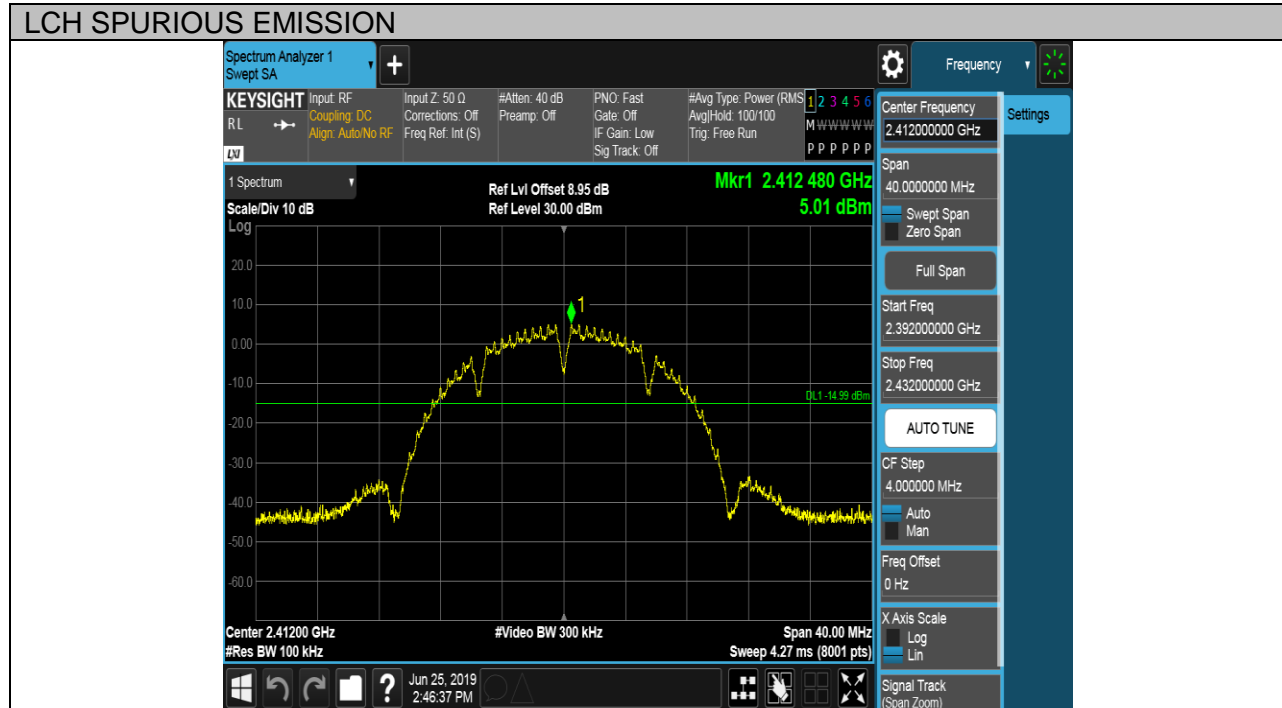 LCH SPURIOUS EMISSION
Spectrum Analyzer 1
Swept SA
+
Frequency
KEYSIGHT
RL
LXI
Input: RF
Coupling: DC
Align: Auto/No RF
Input Z: 50 Ω
Corrections: Off
Freq Ref: Int (S)
#Atten: 40 dB
Preamp: Off
PNO: Fast
Gate: Off
IF Gain: Low
Sig Track: Off
#Avg Type: Power (RMS
Avg|Hold: 100/100
Trig: Free Run
1 2 3 4 5 6
M W W W W W
P P P P P P
1 Spectrum
Scale/Div 10 dB
Log
Ref Lvl Offset 8.95 dB
Ref Level 30.00 dBm
Mkr1 2.412 480 GHz
5.01 dBm
20.0
10.0
0.00
-10.0
-20.0
-30.0
-40.0
-50.0
-60.0
1
DL1 -14.99 dBm
Center 2.41200 GHz
#Res BW 100 kHz
#Video BW 300 kHz
Span 40.00 MHz
Sweep 4.27 ms (8001 pts)
?
Jun 25, 2019
2:46:37 PM
Center Frequency
2.412000000 GHz
Settings
Span
40.0000000 MHz
Swept Span
Zero Span
Full Span
Start Freq
2.392000000 GHz
Stop Freq
2.432000000 GHz
AUTO TUNE
CF Step
4.000000 MHz
Auto
Man
Freq Offset
0 Hz
X Axis Scale
Log
Lin
Signal Track
(Span Zoom)